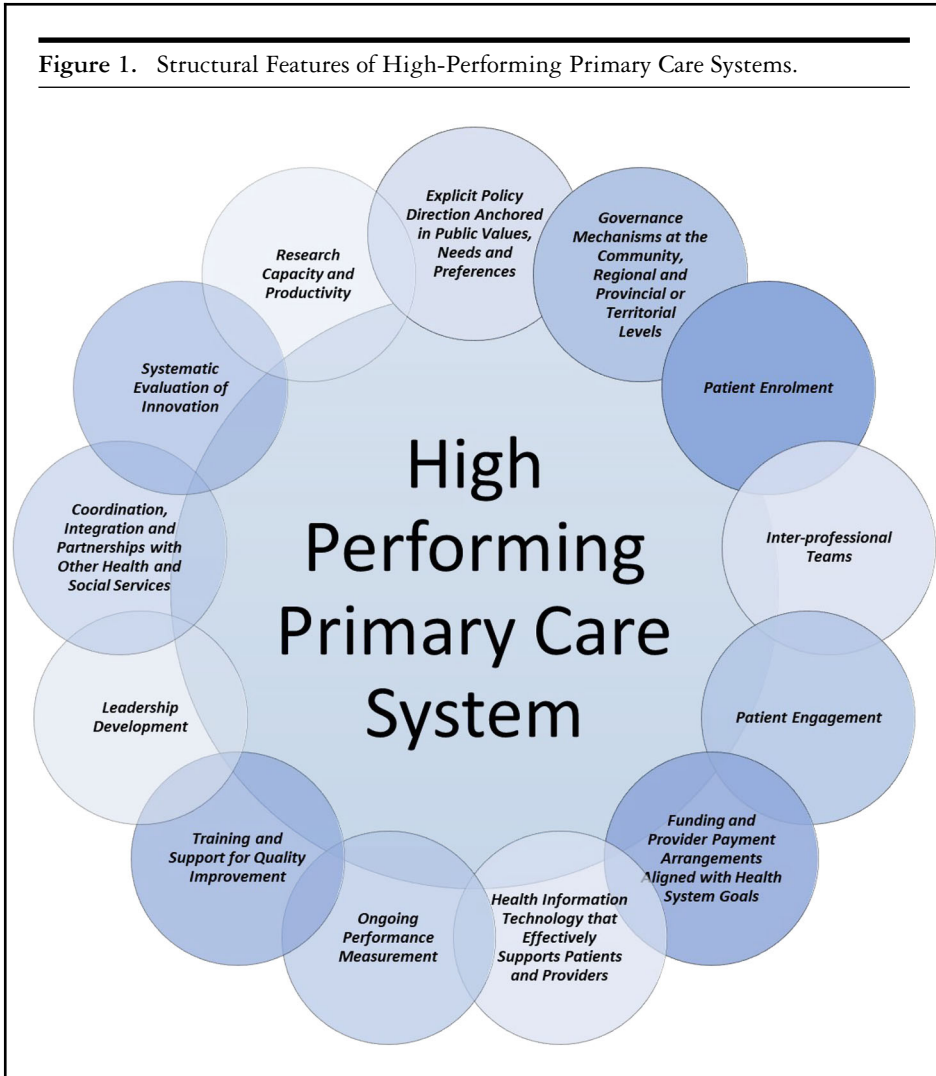 Figure 1. Structural Features of High-Performing Primary Care Systems.
Explicit Policy
Direction Anchored
in Public Values,
Needs and
Preferences
Governance
Mechanisms at the
Community,
Regional and
Provincial or
Territorial
Levels
Patient Enrolment
Inter-professional
Teams
Patient Engagement
Funding and
Provider Payment
Arrangements
Aligned with Health
System Goals
Health Information
Technology that
Effectively
Supports Patients
and Providers
Ongoing
Performance
Measurement
Training and
Support for Quality
Improvement
Leadership
Development
Coordination,
Integration and
Partnerships with
Other Health and
Social Services
Systematic
Evaluation of
Innovation
Research
Capacity and
Productivity
High
Performing
Primary Care
System